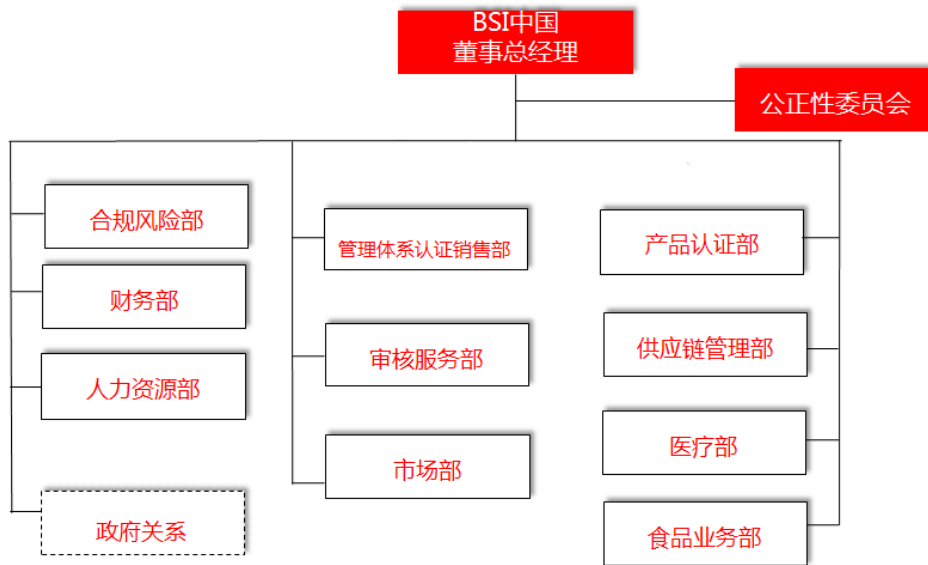 BSI中国
董事总经理
公正性委员会
合规风险部
财务部
人力资源部
政府关系
管理体系认证销售部
审核服务部
市场部
产品认证部
供应链管理部
医疗部
食品业务部